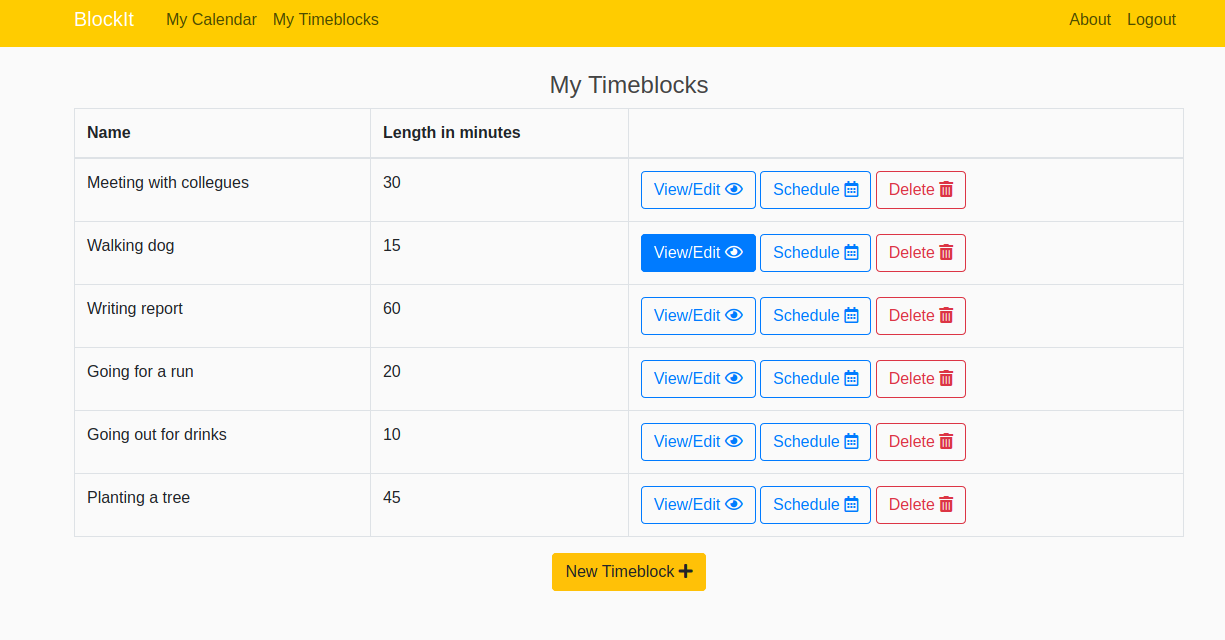 BlockIt My Calendar My Timeblocks About Logout
My Timeblocks
Name Length in minutes
Meeting with collegues 30 View/Edit Schedule Delete
Walking dog 15 View/Edit Schedule Delete
Writing report 60 View/Edit Schedule Delete
Going for a run 20 View/Edit Schedule Delete
Going out for drinks 10 View/Edit Schedule Delete
Planting a tree 45 View/Edit Schedule Delete
New Timeblock